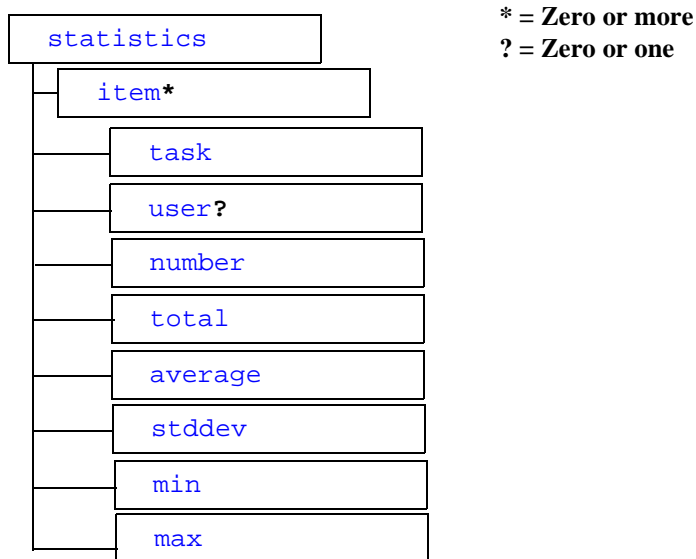 statistics
* = Zero or more
? = Zero or one
item*
task
user?
number
total
average
stddev
min
max